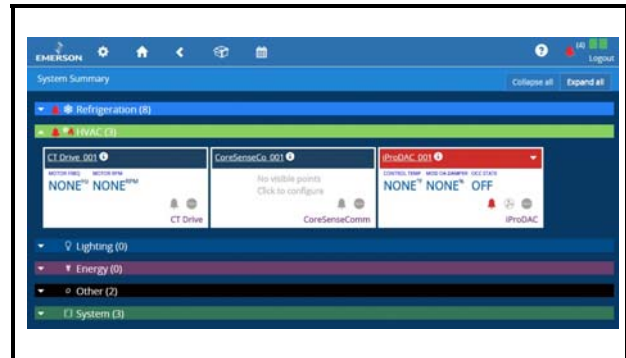 EMERSON
(4)
Logout
System Summary
Collapse all Expand all
Refrigeration (8)
HVAC (3)
CT Drive 001
MOTOR FREQ MOTOR RPM
NONE NONE RPM
CT Drive
CoreSenseCo 001
No visible points
Click to configure
CoreSenseComm
iProDAC 001
CONTROL TEMP MOD OA DAMPER OCC STATE
NONE NONE OFF
iProDAC
Lighting (0)
Energy (0)
Other (2)
System (3)